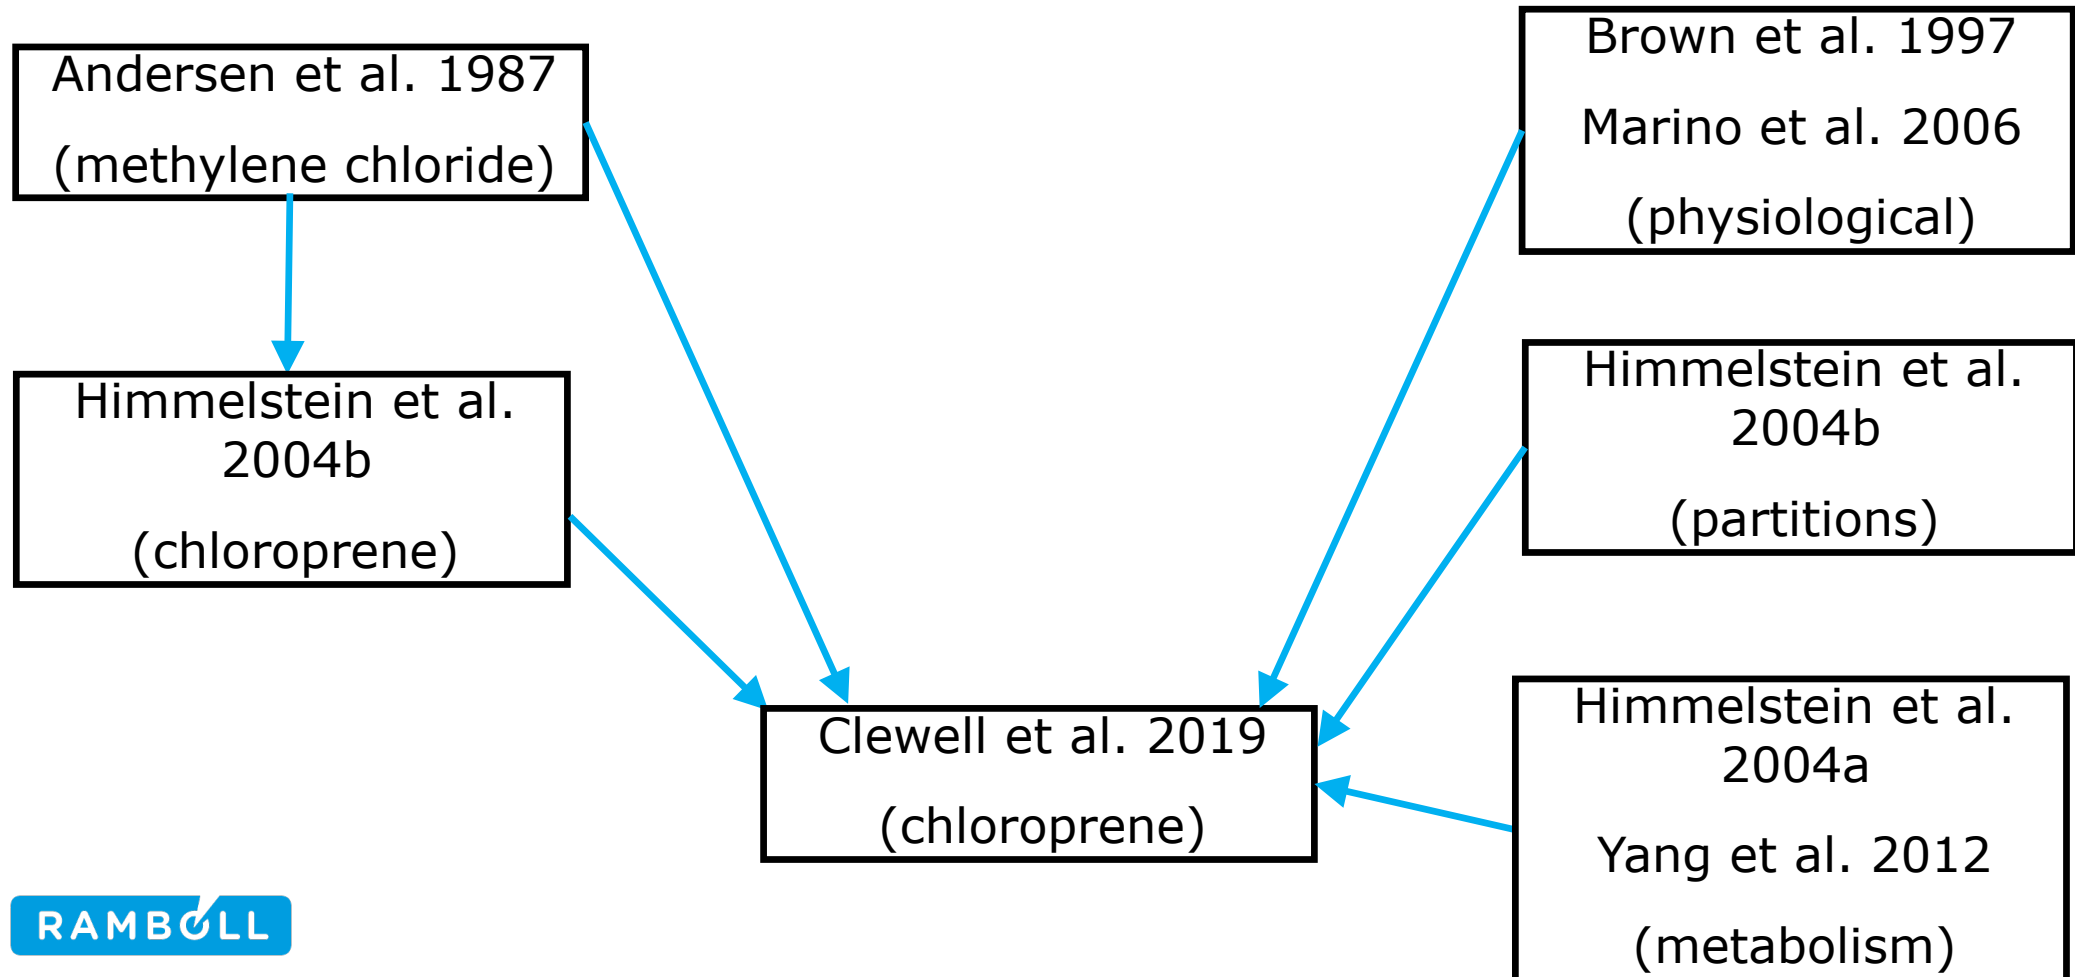 Andersen et al. 1987
(methylene chloride)
Himmelstein et al.
2004b
(chloroprene)
Clewell et al. 2019
(chloroprene)
Brown et al. 1997
Marino et al. 2006
(physiological)
Himmelstein et al.
2004b
(partitions)
Himmelstein et al.
2004a
Yang et al. 2012
(metabolism)
RAMBOLL